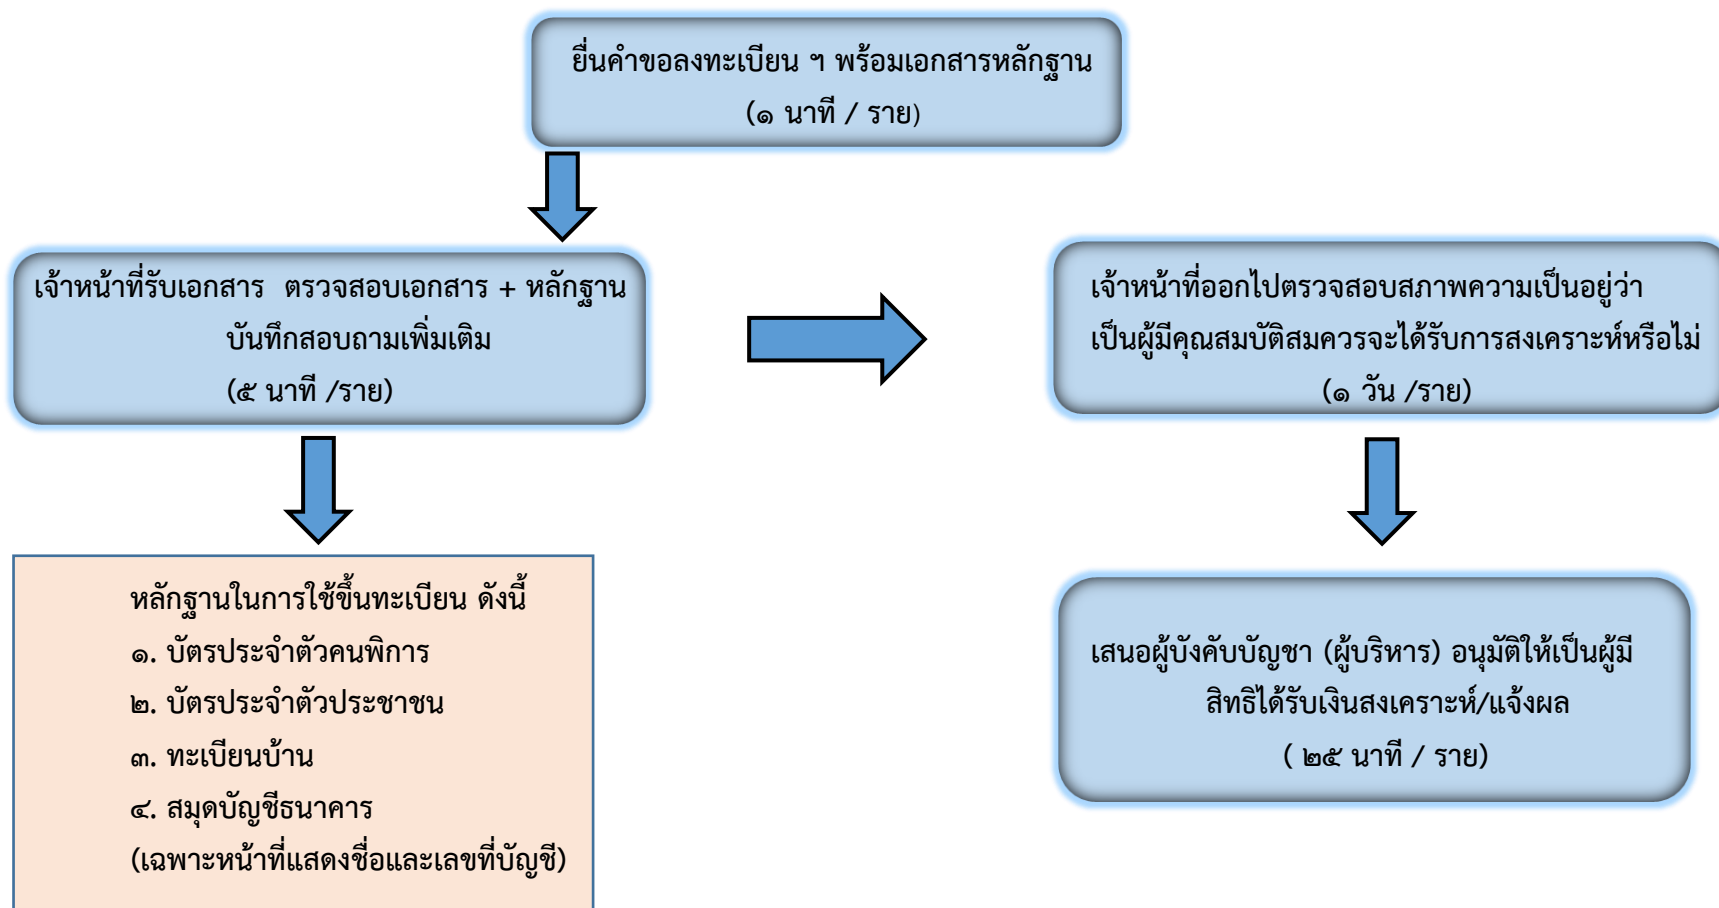 ยื่นคำขอลงทะเบียน ฯ พร้อมเอกสารหลักฐาน
(๑ นาที / ราย)
เจ้าหน้าที่รับเอกสาร ตรวจสอบเอกสาร + หลักฐาน
บันทึกสอบถามเพิ่มเติม
(๕ นาที /ราย)
เจ้าหน้าที่ออกไปตรวจสอบสภาพความเป็นอยู่ว่า
เป็นผู้มีคุณสมบัติสมควรจะได้รับการสงเคราะห์หรือไม่
(๑ วัน /ราย)
หลักฐานในการใช้ขึ้นทะเบียน ดังนี้
๑. บัตรประจำตัวคนพิการ
๒. บัตรประจำตัวประชาชน
๓. ทะเบียนบ้าน
๔. สมุดบัญชีธนาคาร
(เฉพาะหน้าที่แสดงชื่อและเลขที่บัญชี)
เสนอผู้บังคับบัญชา (ผู้บริหาร) อนุมัติให้เป็นผู้มี
สิทธิได้รับเงินสงเคราะห์/แจ้งผล
( ๒๕ นาที / ราย)